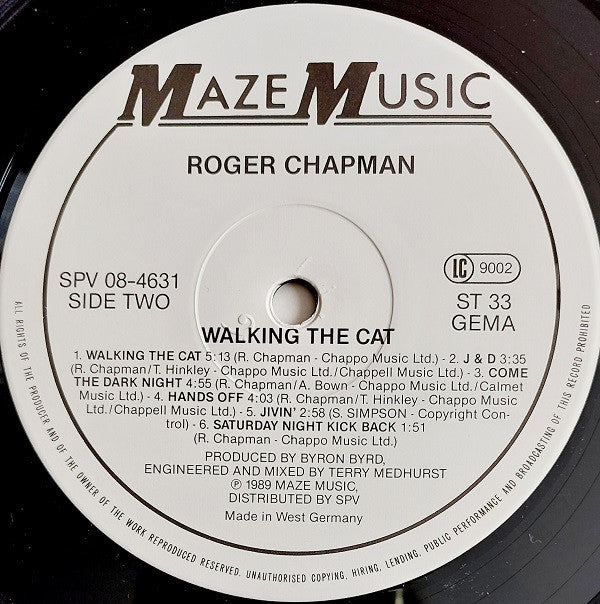 MAZE MUSIC
ROGER CHAPMAN
SPV 08-4631
SIDE TWO
LC 9002
ST 33
GEMA
WALKING THE CAT
1. WALKING THE CAT 5:13 (R. Chapman - Chappo Music Ltd.) - 2. J & D 3:35
(R. Chapman/T. Hinkley - Chappo Music Ltd./Chappell Music Ltd.) - 3. COME
THE DARK NIGHT 4:55 (R. Chapman/A. Bown - Chappo Music Ltd./Calmet
Music Ltd.) - 4. HANDS OFF 4:03 (R. Chapman/T. Hinkley - Chappo Music
Ltd./Chappell Music Ltd.) - 5. JIVIN' 2:58 (S. SIMPSON - Copyright Con-
trol) - 6. SATURDAY NIGHT KICK BACK 1:51
(R. Chapman - Chappo Music Ltd.)
PRODUCED BY BYRON BYRD,
ENGINEERED AND MIXED BY TERRY MEDHURST
℗ 1989 MAZE MUSIC,
DISTRIBUTED BY SPV
Made in West Germany
ALL RIGHTS OF THE PRODUCER AND OF THE OWNER OF THE WORK REPRODUCED RESERVED. UNAUTHORISED COPYING, HIRING, LENDING, PUBLIC PERFORMANCE AND BROADCASTING OF THIS RECORD PROHIBITED